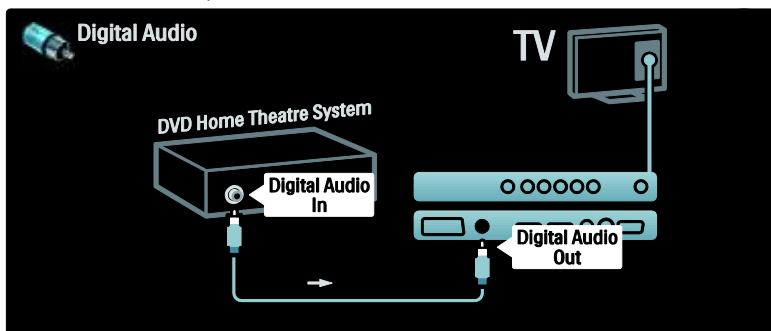 Digital Audio
TV
DVD Home Theatre System
Digital Audio
In
Digital Audio
Out